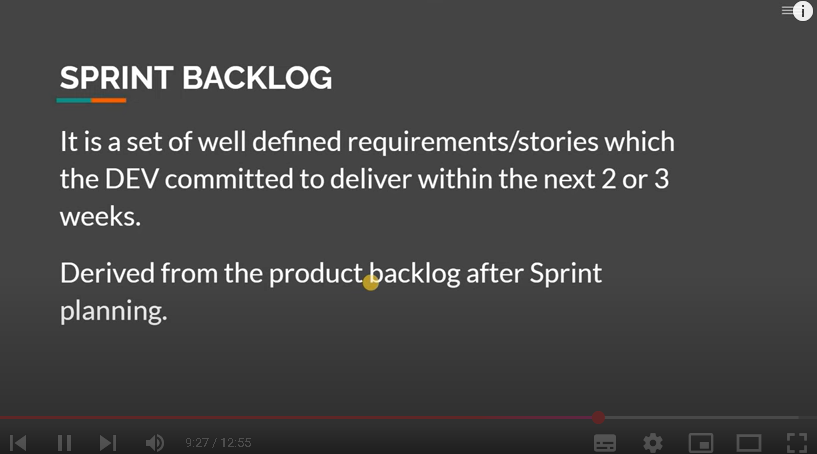 SPRINT BACKLOG
It is a set of well defined requirements/stories which
the DEV committed to deliver within the next 2 or 3
weeks.
Derived from the product backlog after Sprint
planning.
9:27 / 12:55